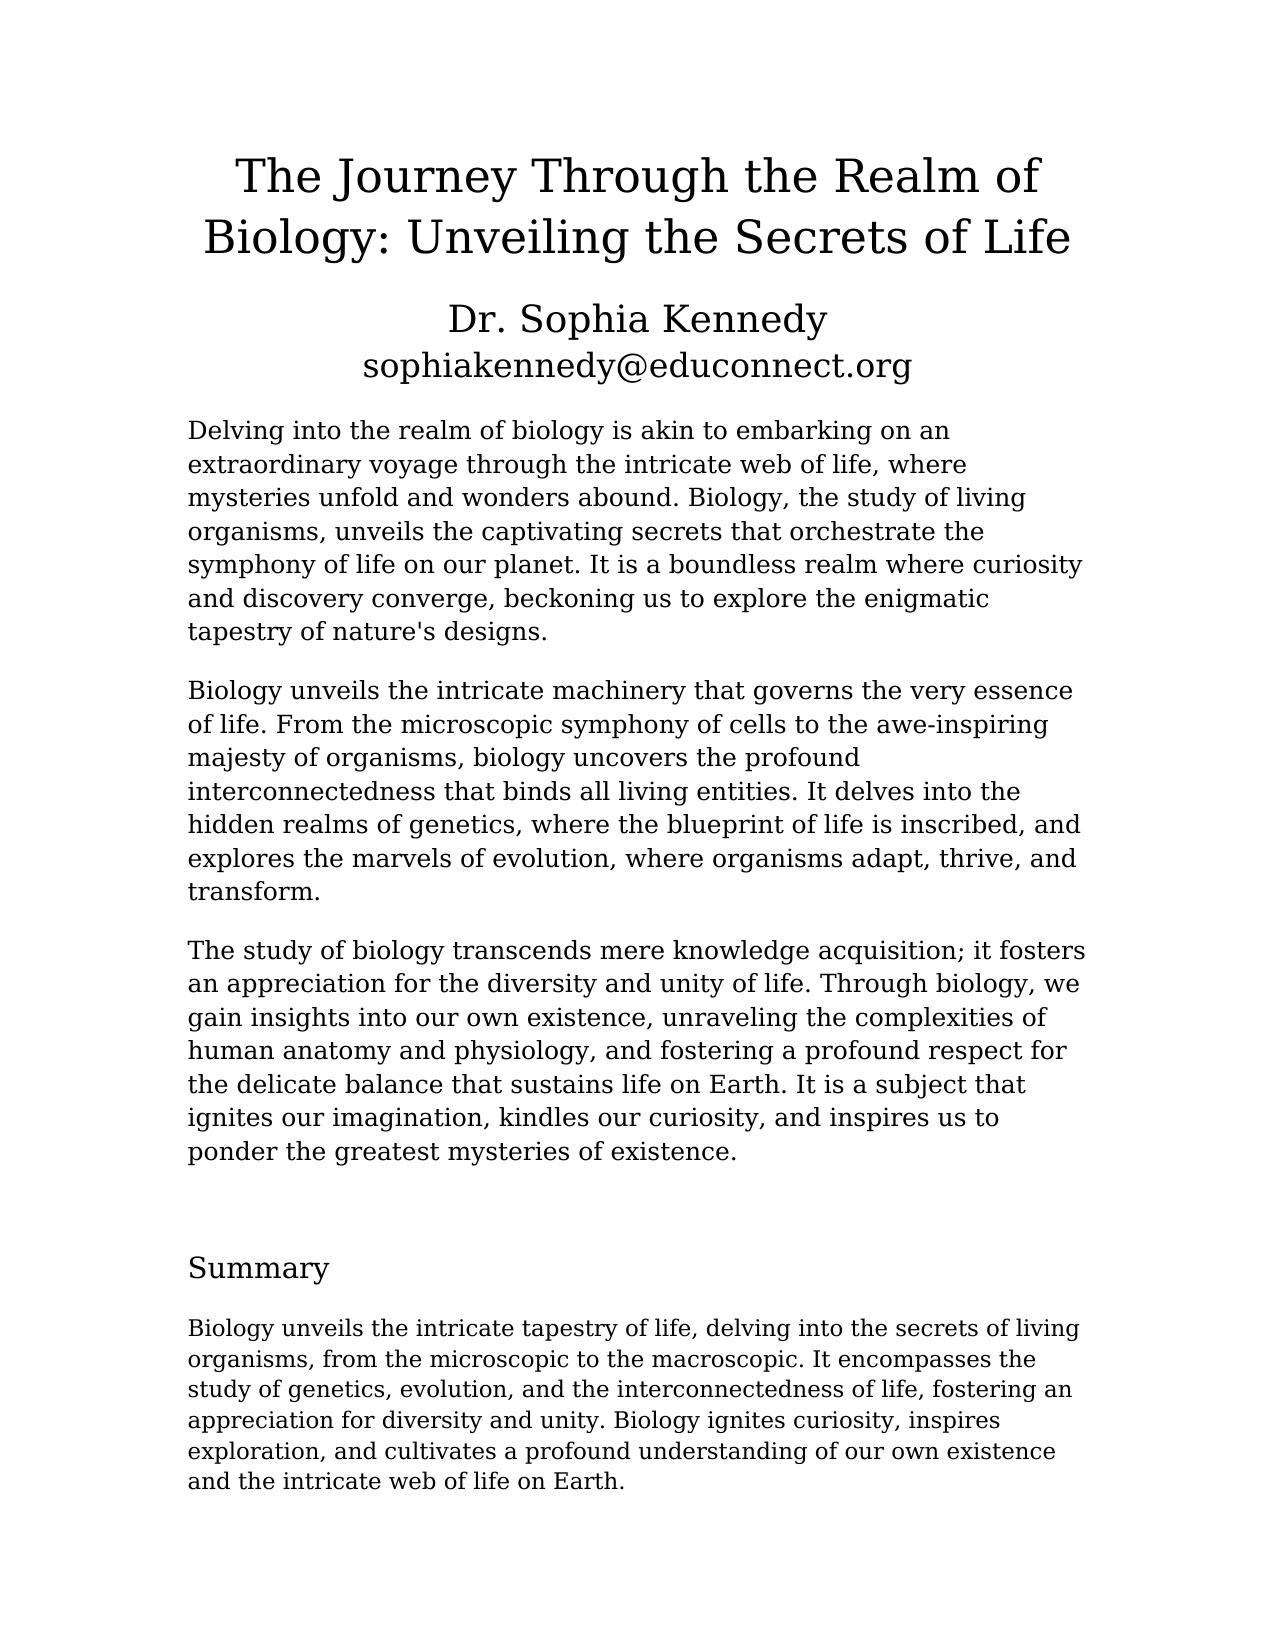 The Journey Through the Realm of
Biology: Unveiling the Secrets of Life
Dr. Sophia Kennedy
sophiakennedy@educonnect.org
Delving into the realm of biology is akin to embarking on an
extraordinary voyage through the intricate web of life, where
mysteries unfold and wonders abound. Biology, the study of living
organisms, unveils the captivating secrets that orchestrate the
symphony of life on our planet. It is a boundless realm where curiosity
and discovery converge, beckoning us to explore the enigmatic
tapestry of nature's designs.
Biology unveils the intricate machinery that governs the very essence
of life. From the microscopic symphony of cells to the awe-inspiring
majesty of organisms, biology uncovers the profound
interconnectedness that binds all living entities. It delves into the
hidden realms of genetics, where the blueprint of life is inscribed, and
explores the marvels of evolution, where organisms adapt, thrive, and
transform.
The study of biology transcends mere knowledge acquisition; it fosters
an appreciation for the diversity and unity of life. Through biology, we
gain insights into our own existence, unraveling the complexities of
human anatomy and physiology, and fostering a profound respect for
the delicate balance that sustains life on Earth. It is a subject that
ignites our imagination, kindles our curiosity, and inspires us to
ponder the greatest mysteries of existence.
Summary
Biology unveils the intricate tapestry of life, delving into the secrets of living
organisms, from the microscopic to the macroscopic. It encompasses the
study of genetics, evolution, and the interconnectedness of life, fostering an
appreciation for diversity and unity. Biology ignites curiosity, inspires
exploration, and cultivates a profound understanding of our own existence
and the intricate web of life on Earth.